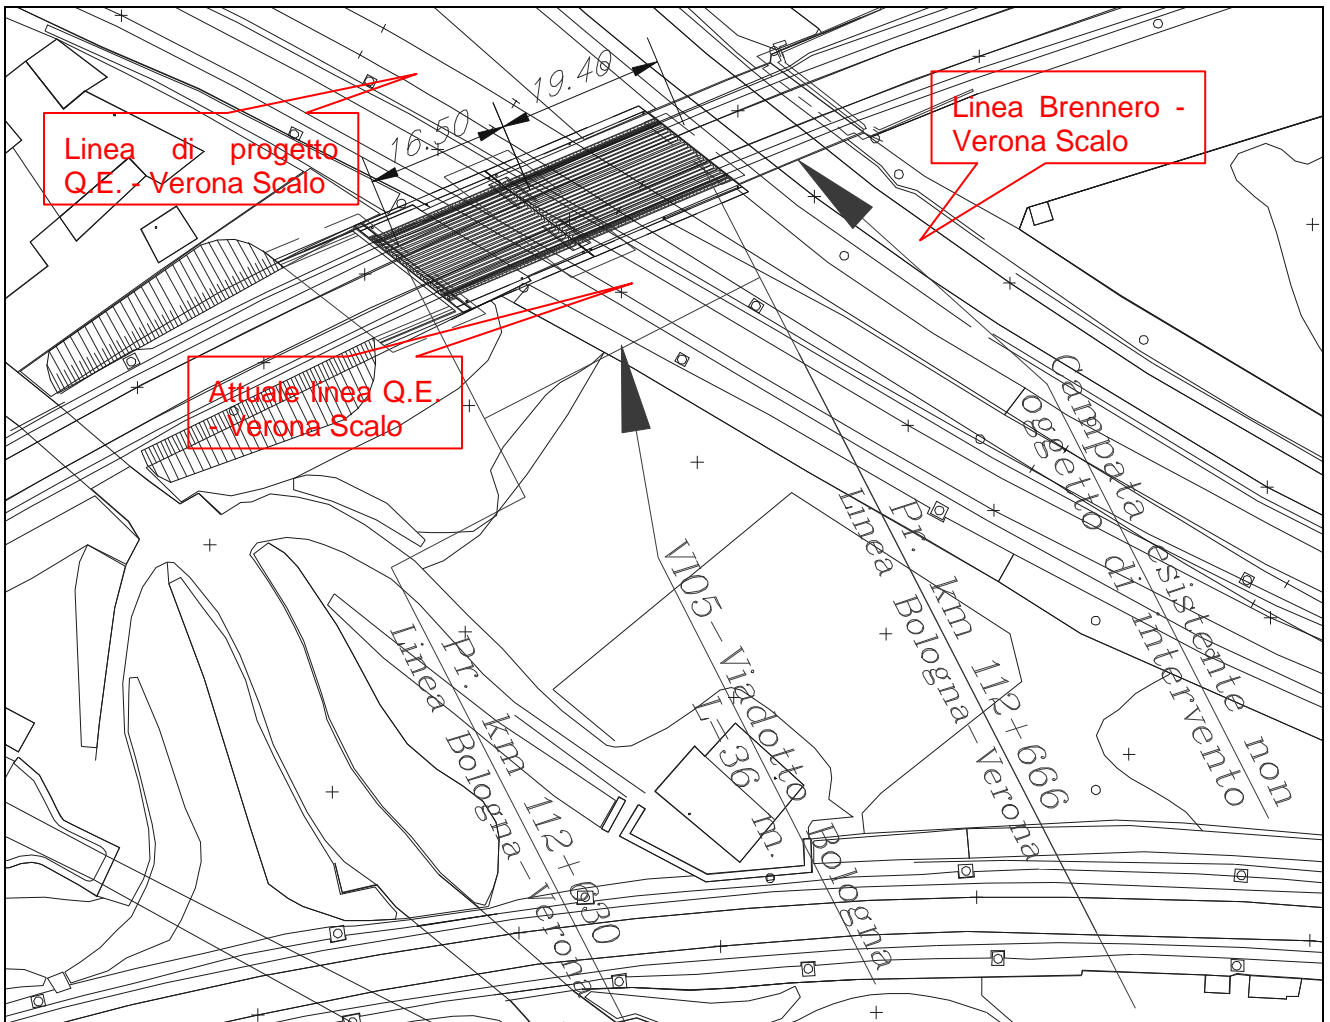 19.40
16.50
Linea di progetto
Q.E. - Verona Scalo
Linea Brennero -
Verona Scalo
Attuale linea Q.E.
- Verona Scalo
Campata esistente non
oggetto di intervento
Pr. km 112+666
Linea Bologna-Verona
VI05-Viadotto Bologna
L=36 m.
Pr. km 112+630
Linea Bologna-Verona